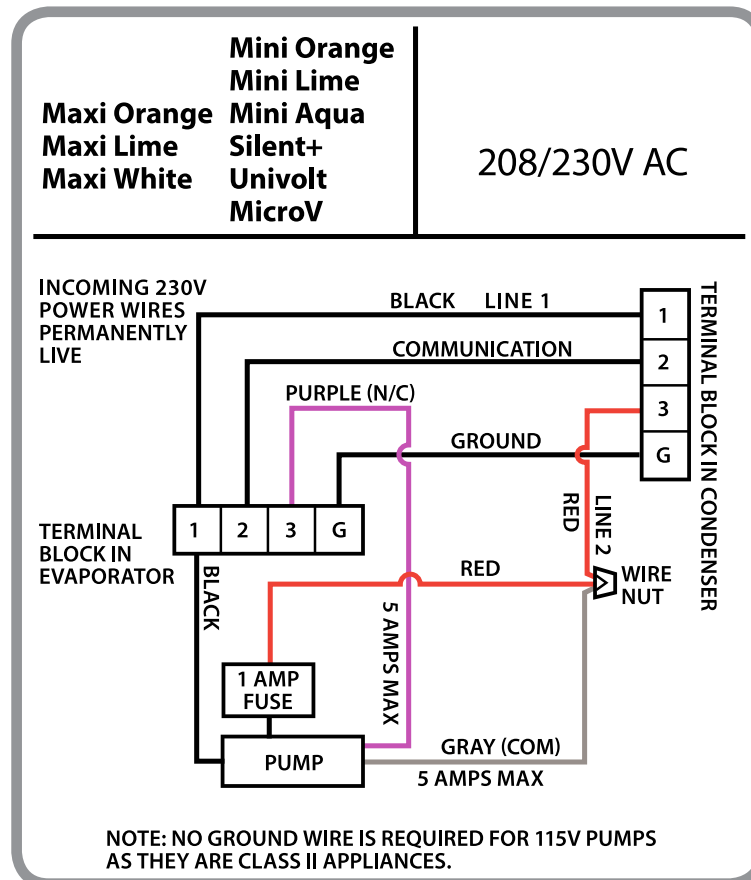 Maxi Orange
Maxi Lime
Maxi White
Mini Orange
Mini Lime
Mini Aqua
Silent+
Univolt
MicroV
208/230V AC
INCOMING 230V
POWER WIRES
PERMANENTLY
LIVE
BLACK LINE 1
COMMUNICATION
PURPLE (N/C)
GROUND
1
2
3
G
TERMINAL BLOCK IN CONDENSER
RED
LINE 2
TERMINAL
BLOCK IN
EVAPORATOR
1 2 3 G
BLACK
RED
WIRE
NUT
5 AMPS MAX
1 AMP
FUSE
PUMP
GRAY (COM)
5 AMPS MAX
NOTE: NO GROUND WIRE IS REQUIRED FOR 115V PUMPS
AS THEY ARE CLASS II APPLIANCES.